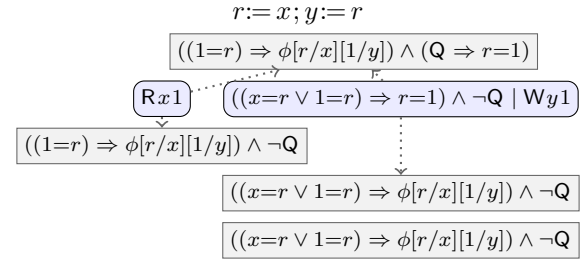 r:=x; y:=r
((1=r) ⇒ ϕ[r/x][1/y]) ∧ (Q ⇒ r=1)
Rx1
((x=r ∨ 1=r) ⇒ r=1) ∧ ¬Q | Wy1
((1=r) ⇒ ϕ[r/x][1/y]) ∧ ¬Q
((x=r ∨ 1=r) ⇒ ϕ[r/x][1/y]) ∧ ¬Q
((x=r ∨ 1=r) ⇒ ϕ[r/x][1/y]) ∧ ¬Q